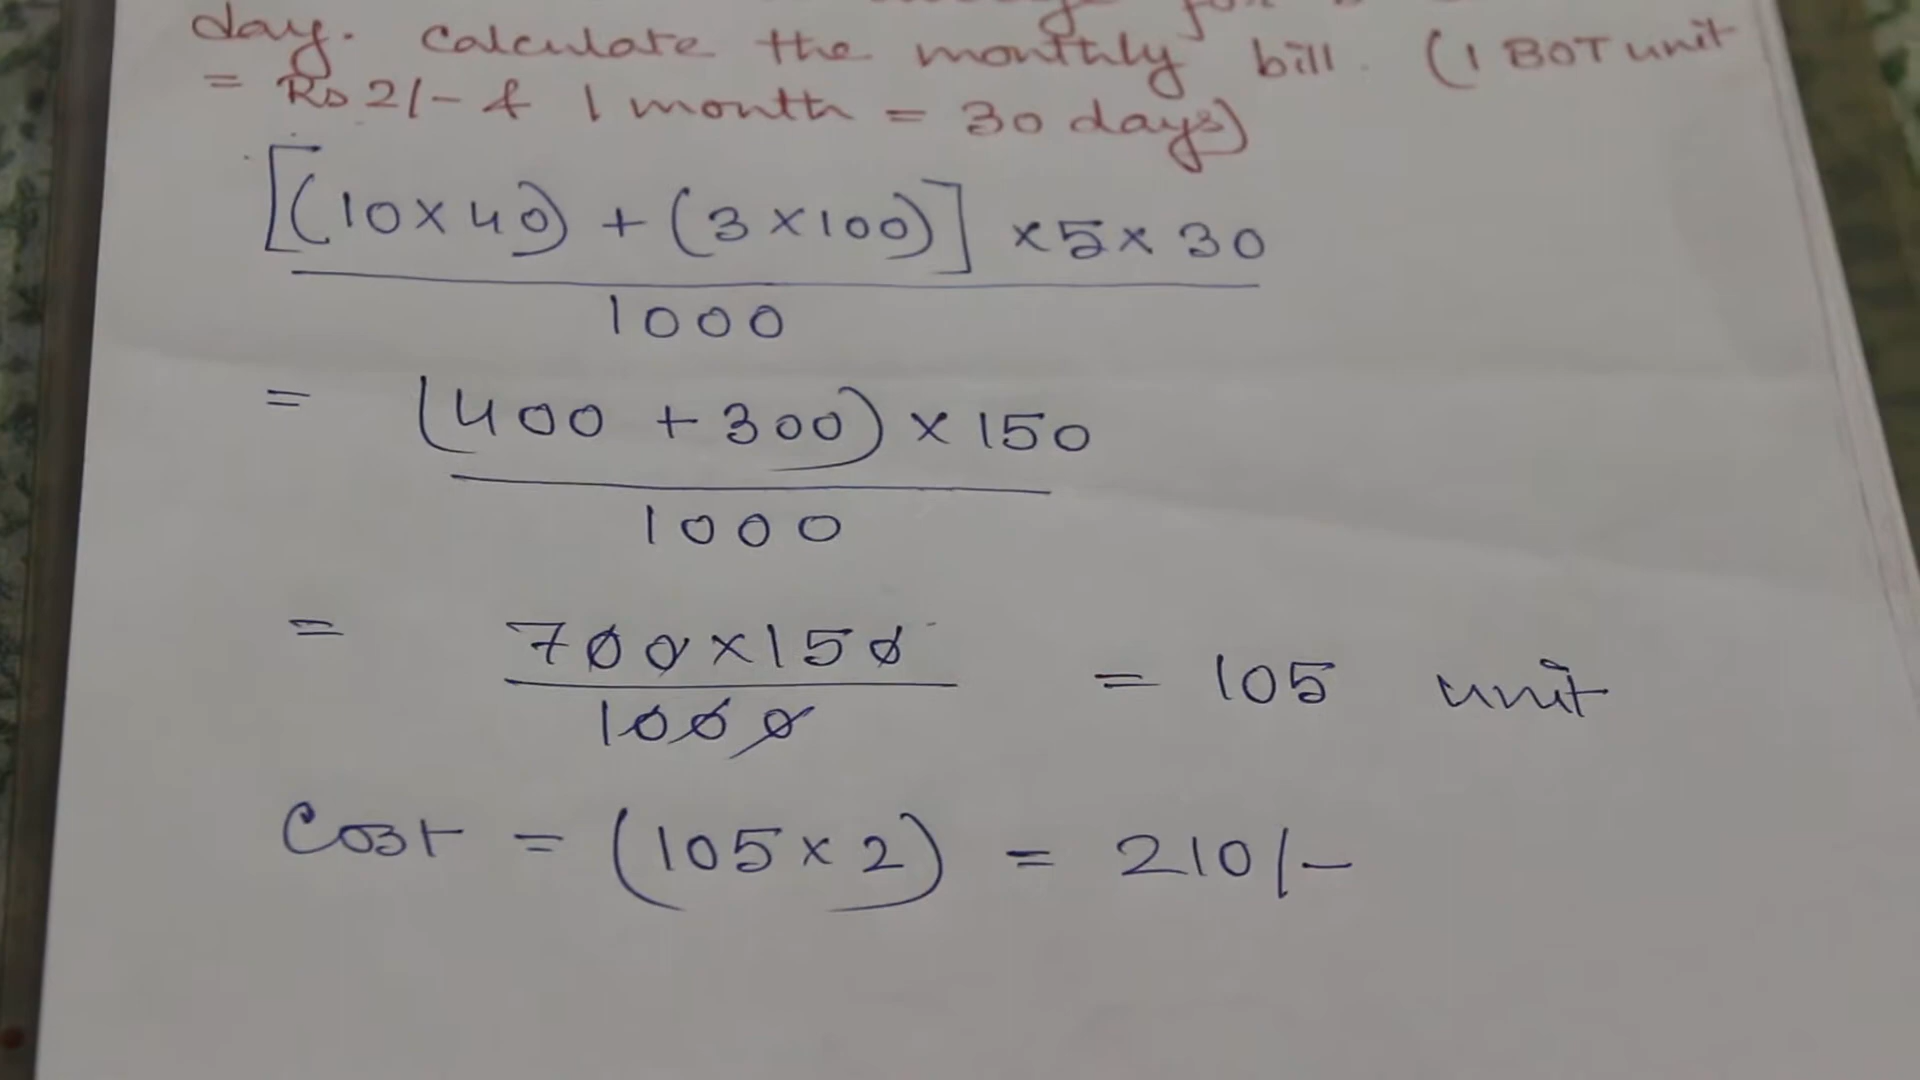 day. Calculate the monthly bill. (1 BOT unit
= Rs 2/- & 1 month = 30 days)
[(10 x 40) + (3 x 100)] x 5 x 30
1000
= (400 + 300) x 150
1000
= 700 x 150
1000
= 105 unit
Cost = (105 x 2) = 210/-